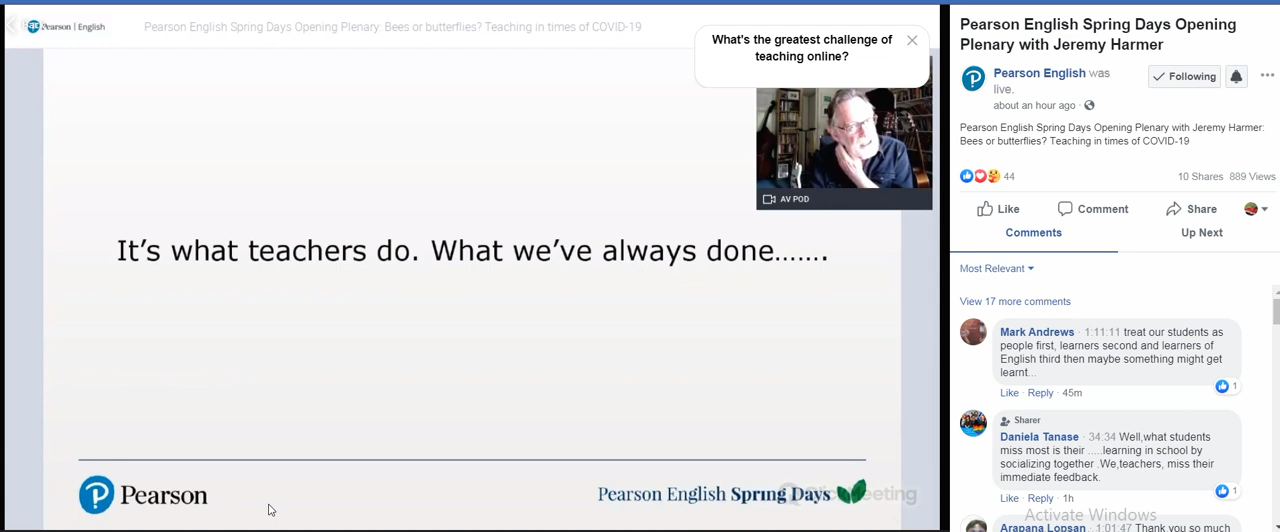 Pearson | English
Pearson English Spring Days Opening Plenary: Bees or butterflies? Teaching in times of COVID-19
What's the greatest challenge of
teaching online?
AV POD
It's what teachers do. What we've always done…….
Pearson
Pearson English Spring Days
Pearson English Spring Days Opening
Plenary with Jeremy Harmer
Pearson English was
live.
Following
about an hour ago
Pearson English Spring Days Opening Plenary with Jeremy Harmer:
Bees or butterflies? Teaching in times of COVID-19
44
10 Shares 889 Views
Like Comment Share
Comments Up Next
Most Relevant
View 17 more comments
Mark Andrews · 1:11:11 treat our students as
people first, learners second and learners of
English third then maybe something might get
learnt...
1
Like · Reply · 45m
Sharer
Daniela Tanase · 34:34 Well,what students
miss most is their .....learning in school by
socializing together .We,teachers, miss their
immediate feedback.
1
Like · Reply · 1h
Activate Windows
Arapana Lopsan · 1:01:47 Thank you so much